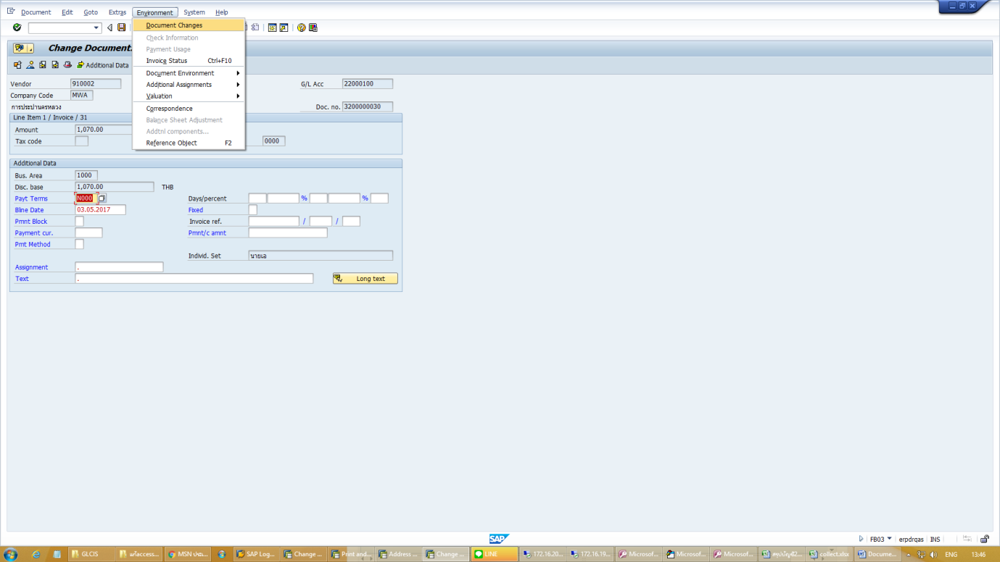 Document Edit Goto Extras Environment System Help
Document Changes
Check Information
Payment Usage
Invoice Status Ctrl+F10
Document Environment
Additional Assignments
Valuation
Correspondence
Balance Sheet Adjustment
Addtnl components...
Reference Object F2
Change Document:
Additional Data
Vendor 910002 G/L Acc 22000100
Company Code MWA
การประปานครหลวง Doc. no. 3200000030
Line Item 1 / Invoice / 31
Amount 1,070.00
Tax code 0000
Additional Data
Bus. Area 1000
Disc. base 1,070.00 THB
Payt Terms N000 Days/percent % %
Bline Date 03.05.2017 Fixed
Pmnt Block Invoice ref. / /
Payment cur. Pmnt/c amnt
Pmt Method
Individ. Set นายเอ
Assignment .
Text . Long text
SAP FB03 erpdrqas INS
GLCIS แก้access... MSN ประ... SAP Log... Change ... Print and... Address ... Change ... LINE 172.16.20... 172.16.19... Microsof... Microsof... Microsof... สรุปบัญชี2... collect.xlsx Docume... ENG 13:46